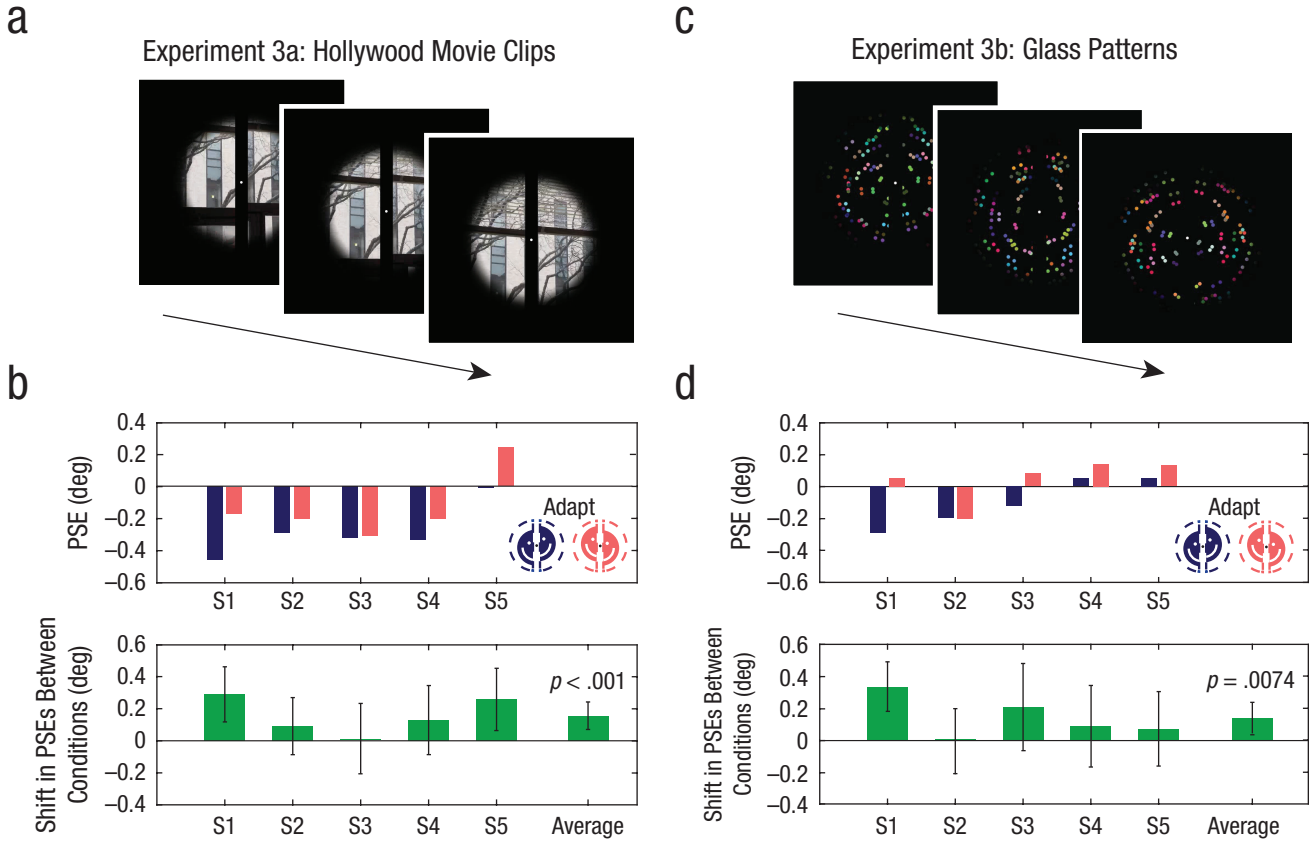 a
Experiment 3a: Hollywood Movie Clips
b
PSE (deg)
0.4
0.2
0
–0.2
–0.4
–0.6
Adapt
S1 S2 S3 S4 S5
Shift in PSEs Between
Conditions (deg)
0.6
0.4
0.2
0
–0.2
–0.4
p < .001
S1 S2 S3 S4 S5 Average
c
Experiment 3b: Glass Patterns
d
PSE (deg)
0.4
0.2
0
–0.2
–0.4
–0.6
Adapt
S1 S2 S3 S4 S5
Shift in PSEs Between
Conditions (deg)
0.6
0.4
0.2
0
–0.2
–0.4
p = .0074
S1 S2 S3 S4 S5 Average